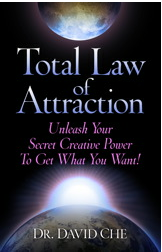 Total Law
of
Attraction
Unleash Your
Secret Creative Power
To Get What You Want!
DR. DAVID CHE